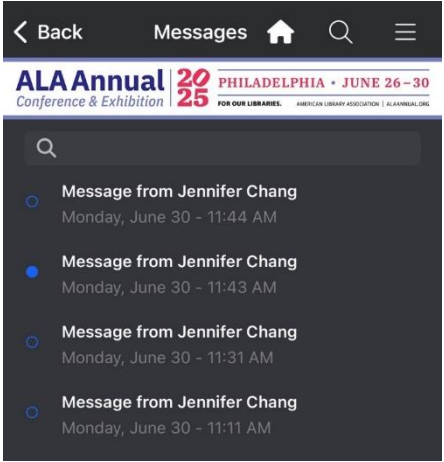 Back Messages
ALA Annual 2025 PHILADELPHIA • JUNE 26–30
Conference & Exhibition FOR OUR LIBRARIES. AMERICAN LIBRARY ASSOCIATION | ALAANNUAL.ORG
Message from Jennifer Chang
Monday, June 30 - 11:44 AM
Message from Jennifer Chang
Monday, June 30 - 11:43 AM
Message from Jennifer Chang
Monday, June 30 - 11:31 AM
Message from Jennifer Chang
Monday, June 30 - 11:11 AM